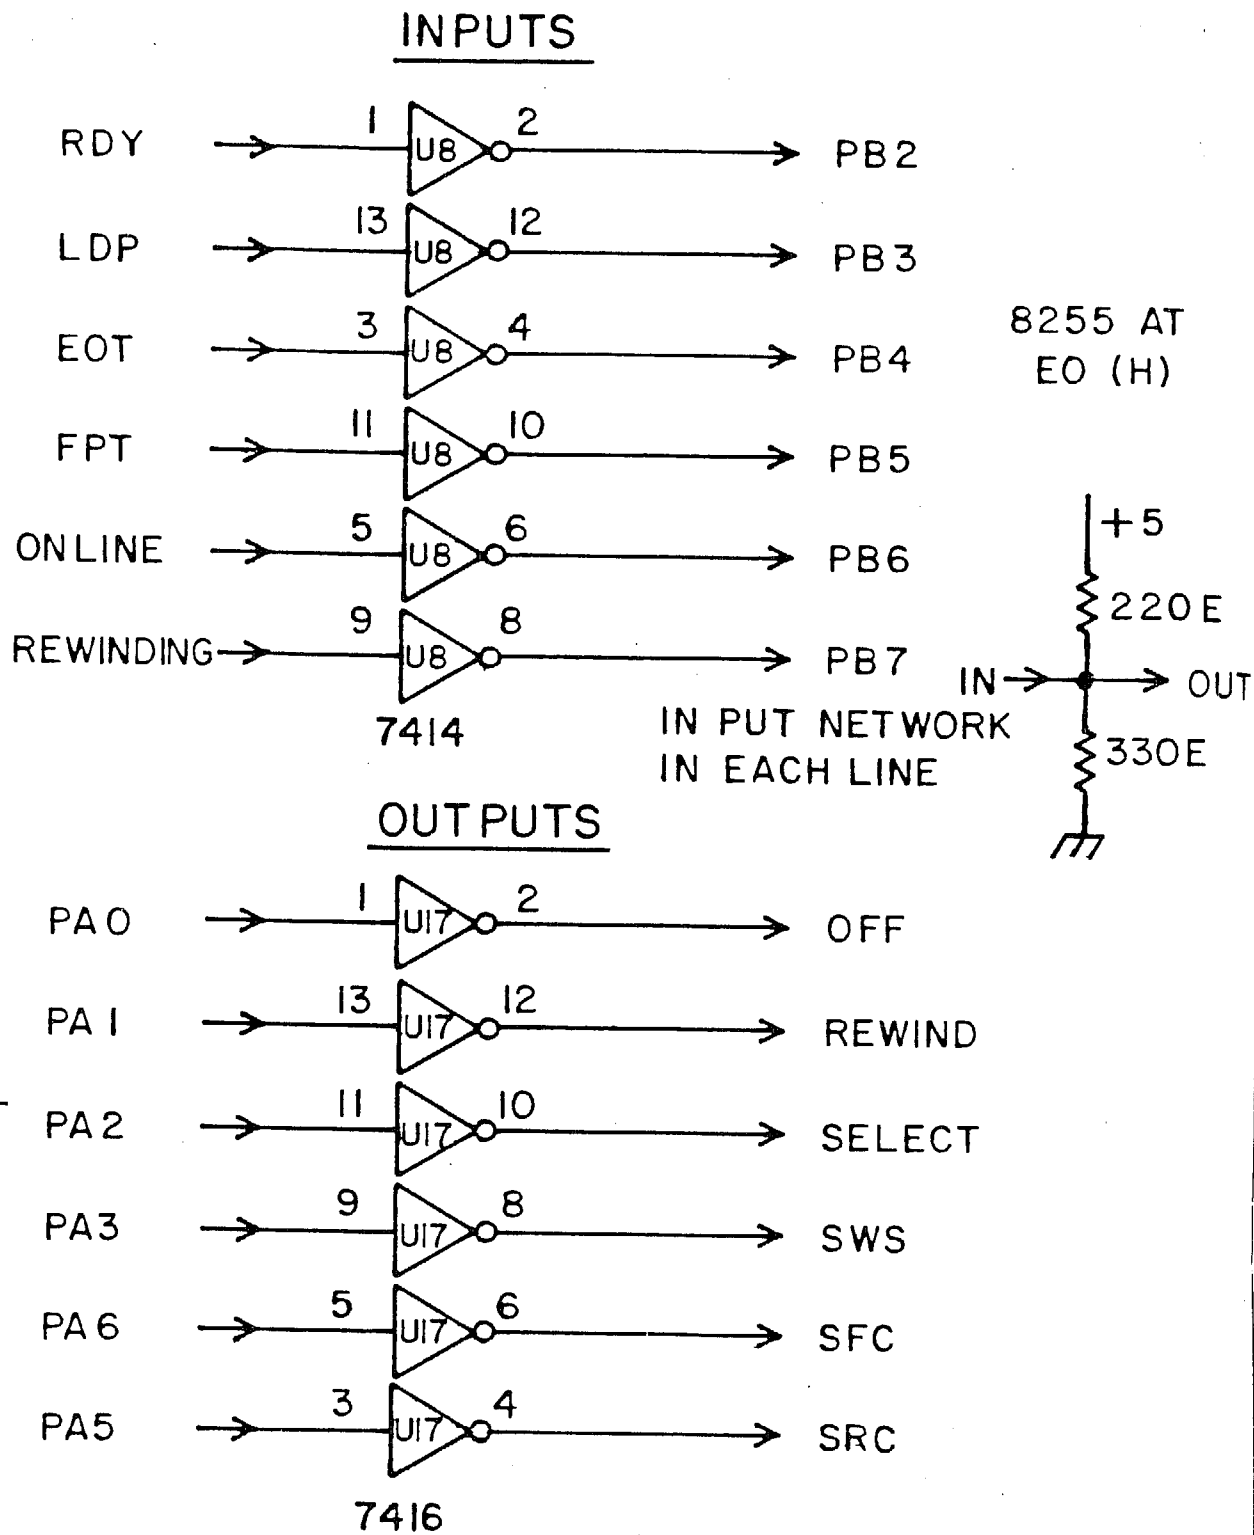 INPUTS
RDY 1 U8 2 PB2
LDP 13 U8 12 PB3
EOT 3 U8 4 PB4
8255 AT
EO (H)
FPT 11 U8 10 PB5
ONLINE 5 U8 6 PB6
REWINDING 9 U8 8 PB7
7414
+5
220E
IN OUT
330E
IN PUT NETWORK
IN EACH LINE
OUTPUTS
PA0 1 U17 2 OFF
PA1 13 U17 12 REWIND
PA2 11 U17 10 SELECT
PA3 9 U17 8 SWS
PA6 5 U17 6 SFC
PA5 3 U17 4 SRC
7416